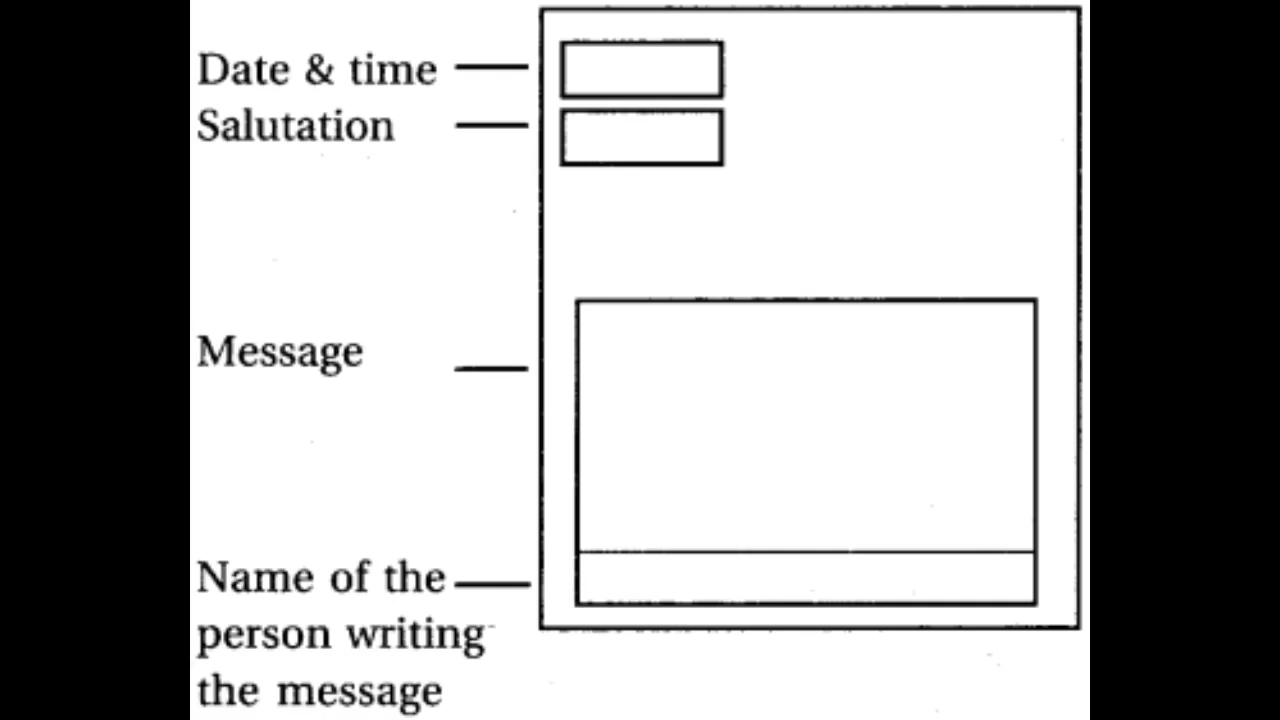 Date & time
Salutation
Message
Name of the
person writing
the message